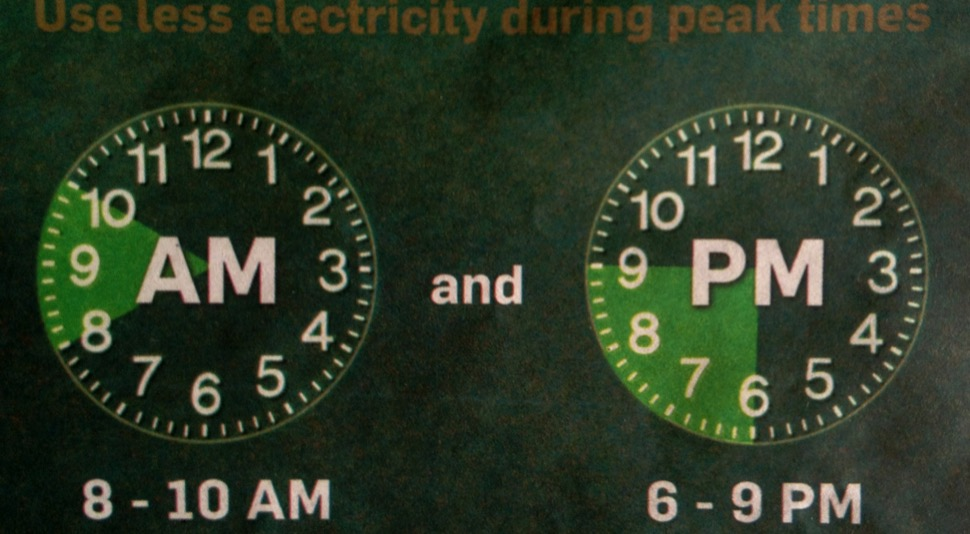 Use less electricity during peak times
12
11 1
10 2
9 AM 3
8 4
7 5
6
and
12
11 1
10 2
9 PM 3
8 4
7 5
6
8 - 10 AM
6 - 9 PM